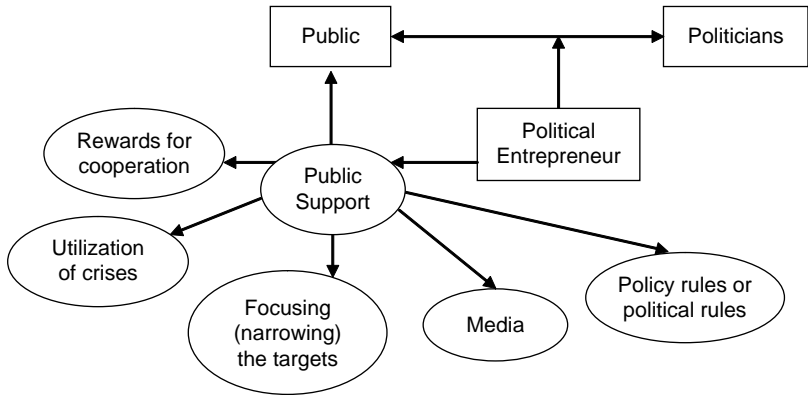 Public
Politicians
Political
Entrepreneur
Rewards for
cooperation
Public
Support
Utilization
of crises
Focusing
(narrowing)
the targets
Media
Policy rules or
political rules